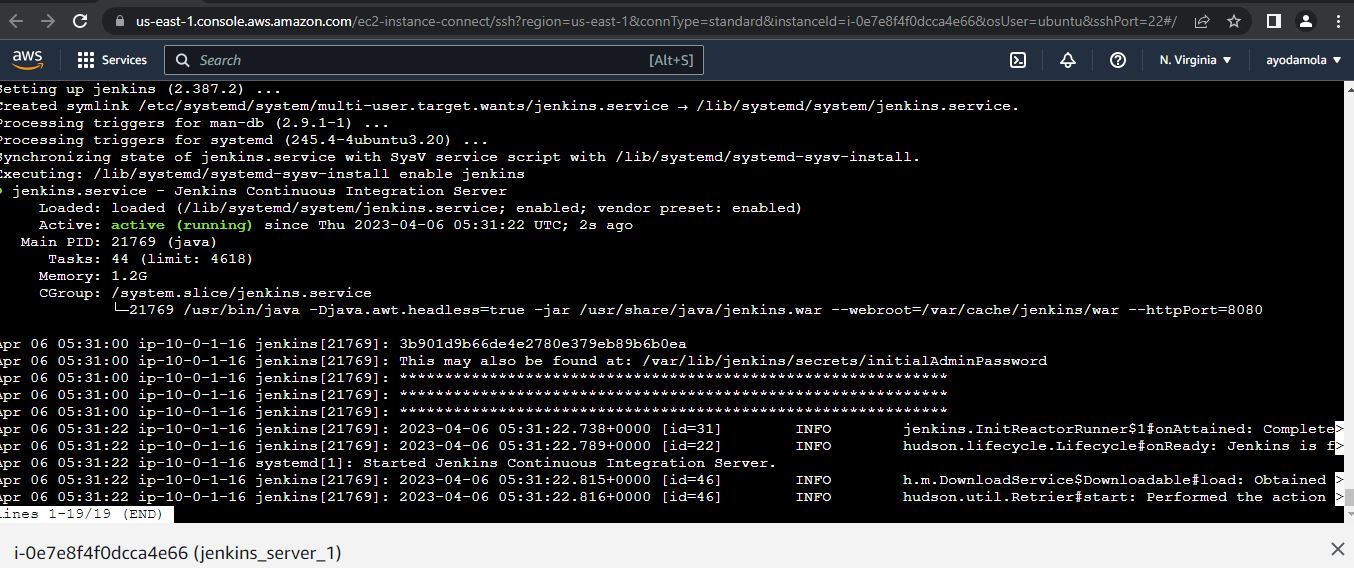 us-east-1.console.aws.amazon.com/ec2-instance-connect/ssh?region=us-east-1&connType=standard&instanceId=i-0e7e8f4f0dcca4e66&osUser=ubuntu&sshPort=22#/
aws Services Search [Alt+S] N. Virginia ayodamola
Setting up jenkins (2.387.2) ...
Created symlink /etc/systemd/system/multi-user.target.wants/jenkins.service → /lib/systemd/system/jenkins.service.
Processing triggers for man-db (2.9.1-1) ...
Processing triggers for systemd (245.4-4ubuntu3.20) ...
Synchronizing state of jenkins.service with SysV service script with /lib/systemd/systemd-sysv-install.
Executing: /lib/systemd/systemd-sysv-install enable jenkins
● jenkins.service - Jenkins Continuous Integration Server
Loaded: loaded (/lib/systemd/system/jenkins.service; enabled; vendor preset: enabled)
Active: active (running) since Thu 2023-04-06 05:31:22 UTC; 2s ago
Main PID: 21769 (java)
Tasks: 44 (limit: 4618)
Memory: 1.2G
CGroup: /system.slice/jenkins.service
└─21769 /usr/bin/java -Djava.awt.headless=true -jar /usr/share/java/jenkins.war --webroot=/var/cache/jenkins/war --httpPort=8080
Apr 06 05:31:00 ip-10-0-1-16 jenkins[21769]: 3b901d9b66de4e2780e379eb89b6b0ea
Apr 06 05:31:00 ip-10-0-1-16 jenkins[21769]: This may also be found at: /var/lib/jenkins/secrets/initialAdminPassword
Apr 06 05:31:00 ip-10-0-1-16 jenkins[21769]: *************************************************************
Apr 06 05:31:00 ip-10-0-1-16 jenkins[21769]: *************************************************************
Apr 06 05:31:00 ip-10-0-1-16 jenkins[21769]: *************************************************************
Apr 06 05:31:22 ip-10-0-1-16 jenkins[21769]: 2023-04-06 05:31:22.738+0000 [id=31] INFO jenkins.InitReactorRunner$1#onAttained: Complete>
Apr 06 05:31:22 ip-10-0-1-16 jenkins[21769]: 2023-04-06 05:31:22.789+0000 [id=22] INFO hudson.lifecycle.Lifecycle#onReady: Jenkins is f>
Apr 06 05:31:22 ip-10-0-1-16 systemd[1]: Started Jenkins Continuous Integration Server.
Apr 06 05:31:22 ip-10-0-1-16 jenkins[21769]: 2023-04-06 05:31:22.815+0000 [id=46] INFO h.m.DownloadService$Downloadable#load: Obtained >
Apr 06 05:31:22 ip-10-0-1-16 jenkins[21769]: 2023-04-06 05:31:22.816+0000 [id=46] INFO hudson.util.Retrier#start: Performed the action >
lines 1-19/19 (END)
i-0e7e8f4f0dcca4e66 (jenkins_server_1)